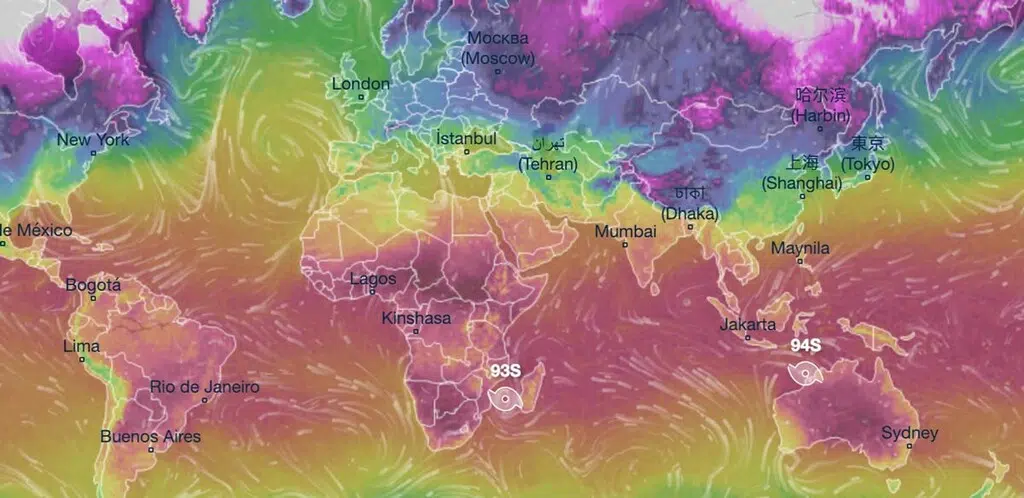 Москва
(Moscow)
London
哈尔滨
(Harbin)
New York
İstanbul
تهران
(Tehran)
東京
(Tokyo)
上海
(Shanghai)
ঢাকা
(Dhaka)
de México
Mumbai
Maynila
Bogotá
Lagos
Kinshasa
Jakarta
Lima
94S
93S
Rio de Janeiro
Buenos Aires
Sydney